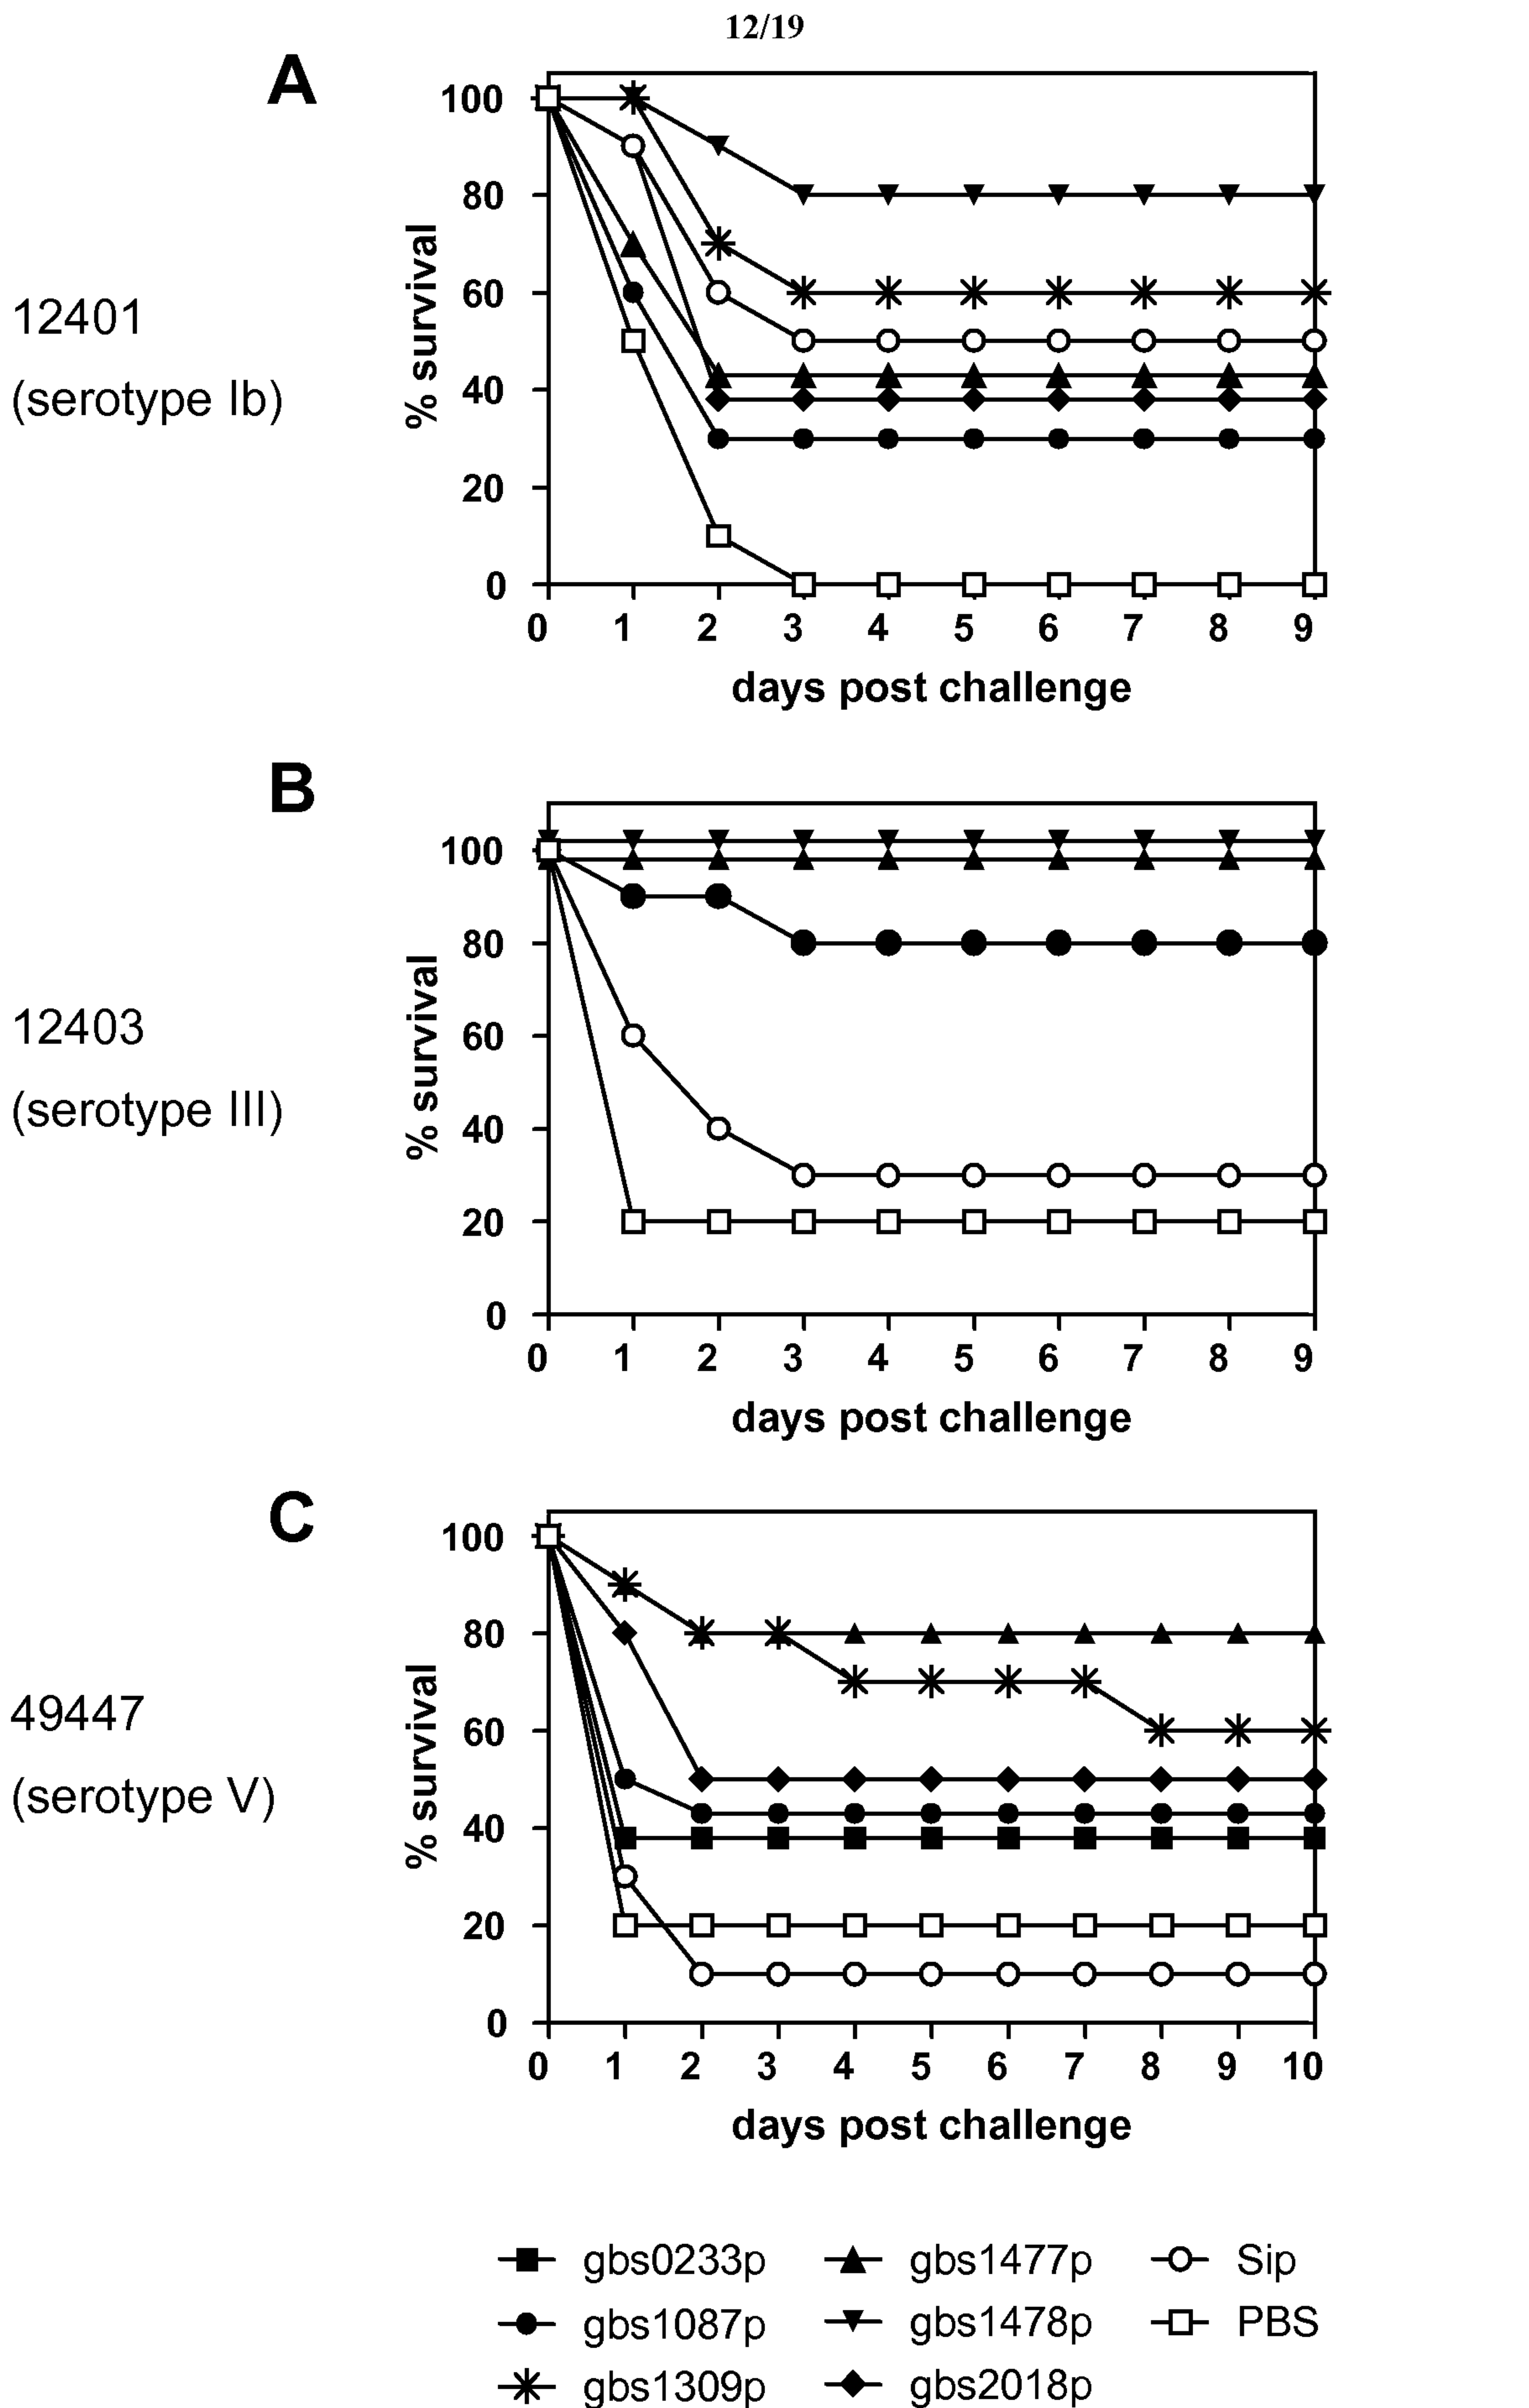 12/19
A
12401
(serotype Ib)
% survival
100
80
60
40
20
0
0 1 2 3 4 5 6 7 8 9
days post challenge
B
12403
(serotype III)
% survival
100
80
60
40
20
0
0 1 2 3 4 5 6 7 8 9
days post challenge
C
49447
(serotype V)
% survival
100
80
60
40
20
0
0 1 2 3 4 5 6 7 8 9 10
days post challenge
gbs0233p gbs1477p Sip
gbs1087p gbs1478p PBS
gbs1309p gbs2018p